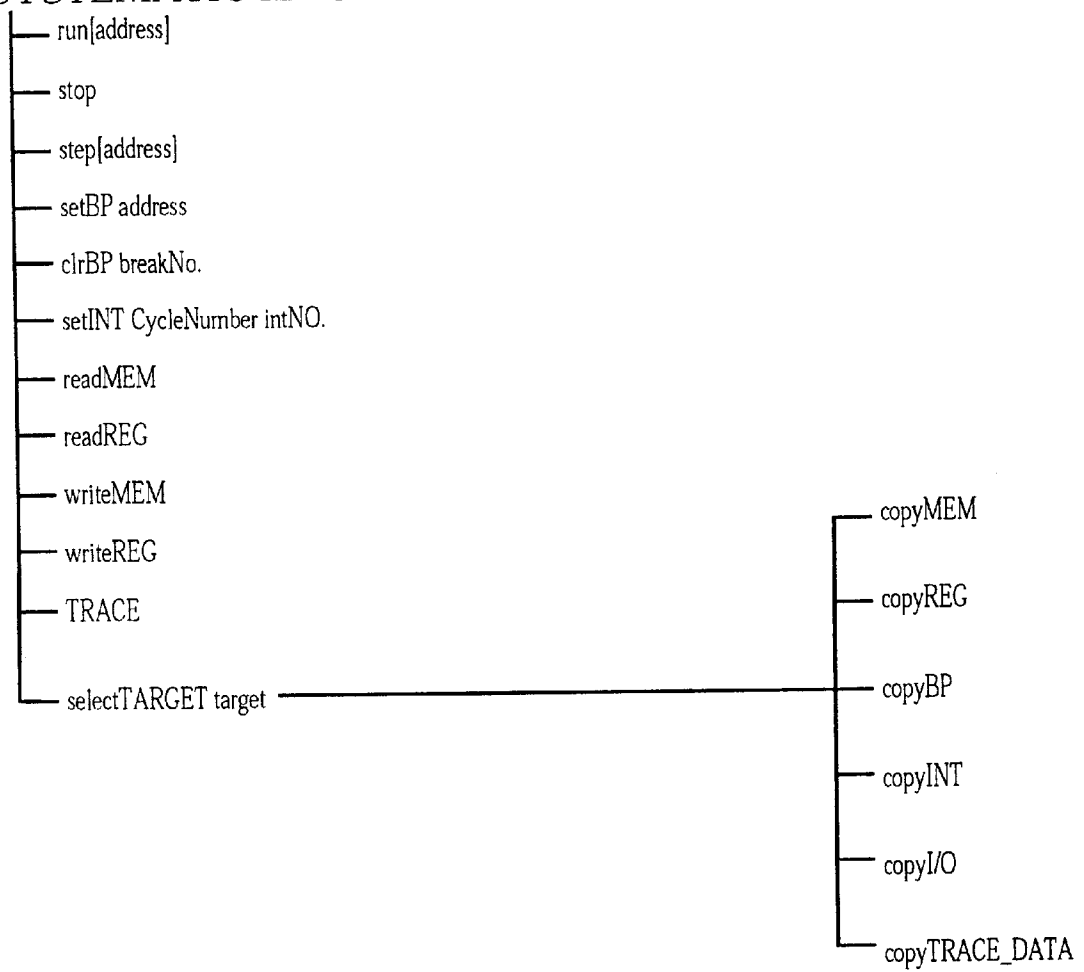 run[address]
stop
step[address]
setBP address
clrBP breakNo.
setINT CycleNumber intNO.
readMEM
readREG
writeMEM
writeREG
TRACE
selectTARGET target
copyMEM
copyREG
copyBP
copyINT
copyI/O
copyTRACE_DATA